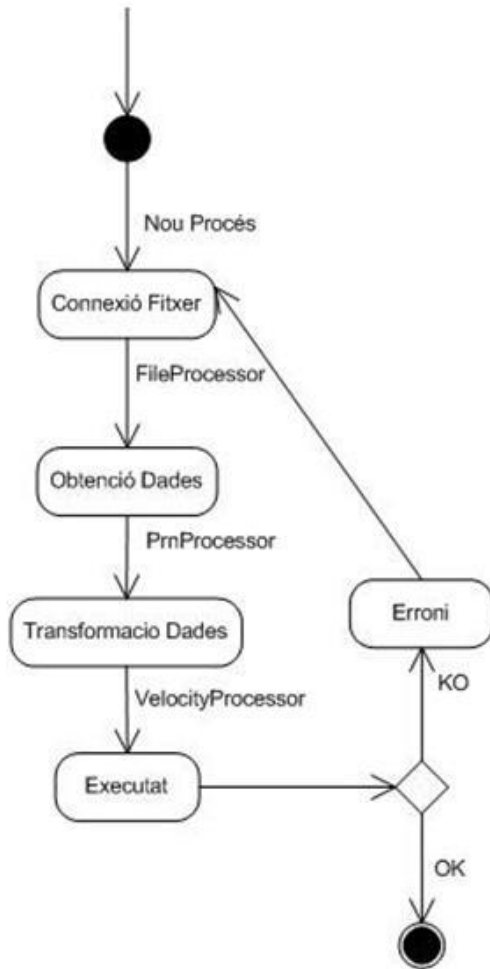 Nou Procés
Connexió Fitxer
FileProcessor
Obtenció Dades
PrnProcessor
Transformacio Dades
Erroni
KO
VelocityProcessor
Executat
OK